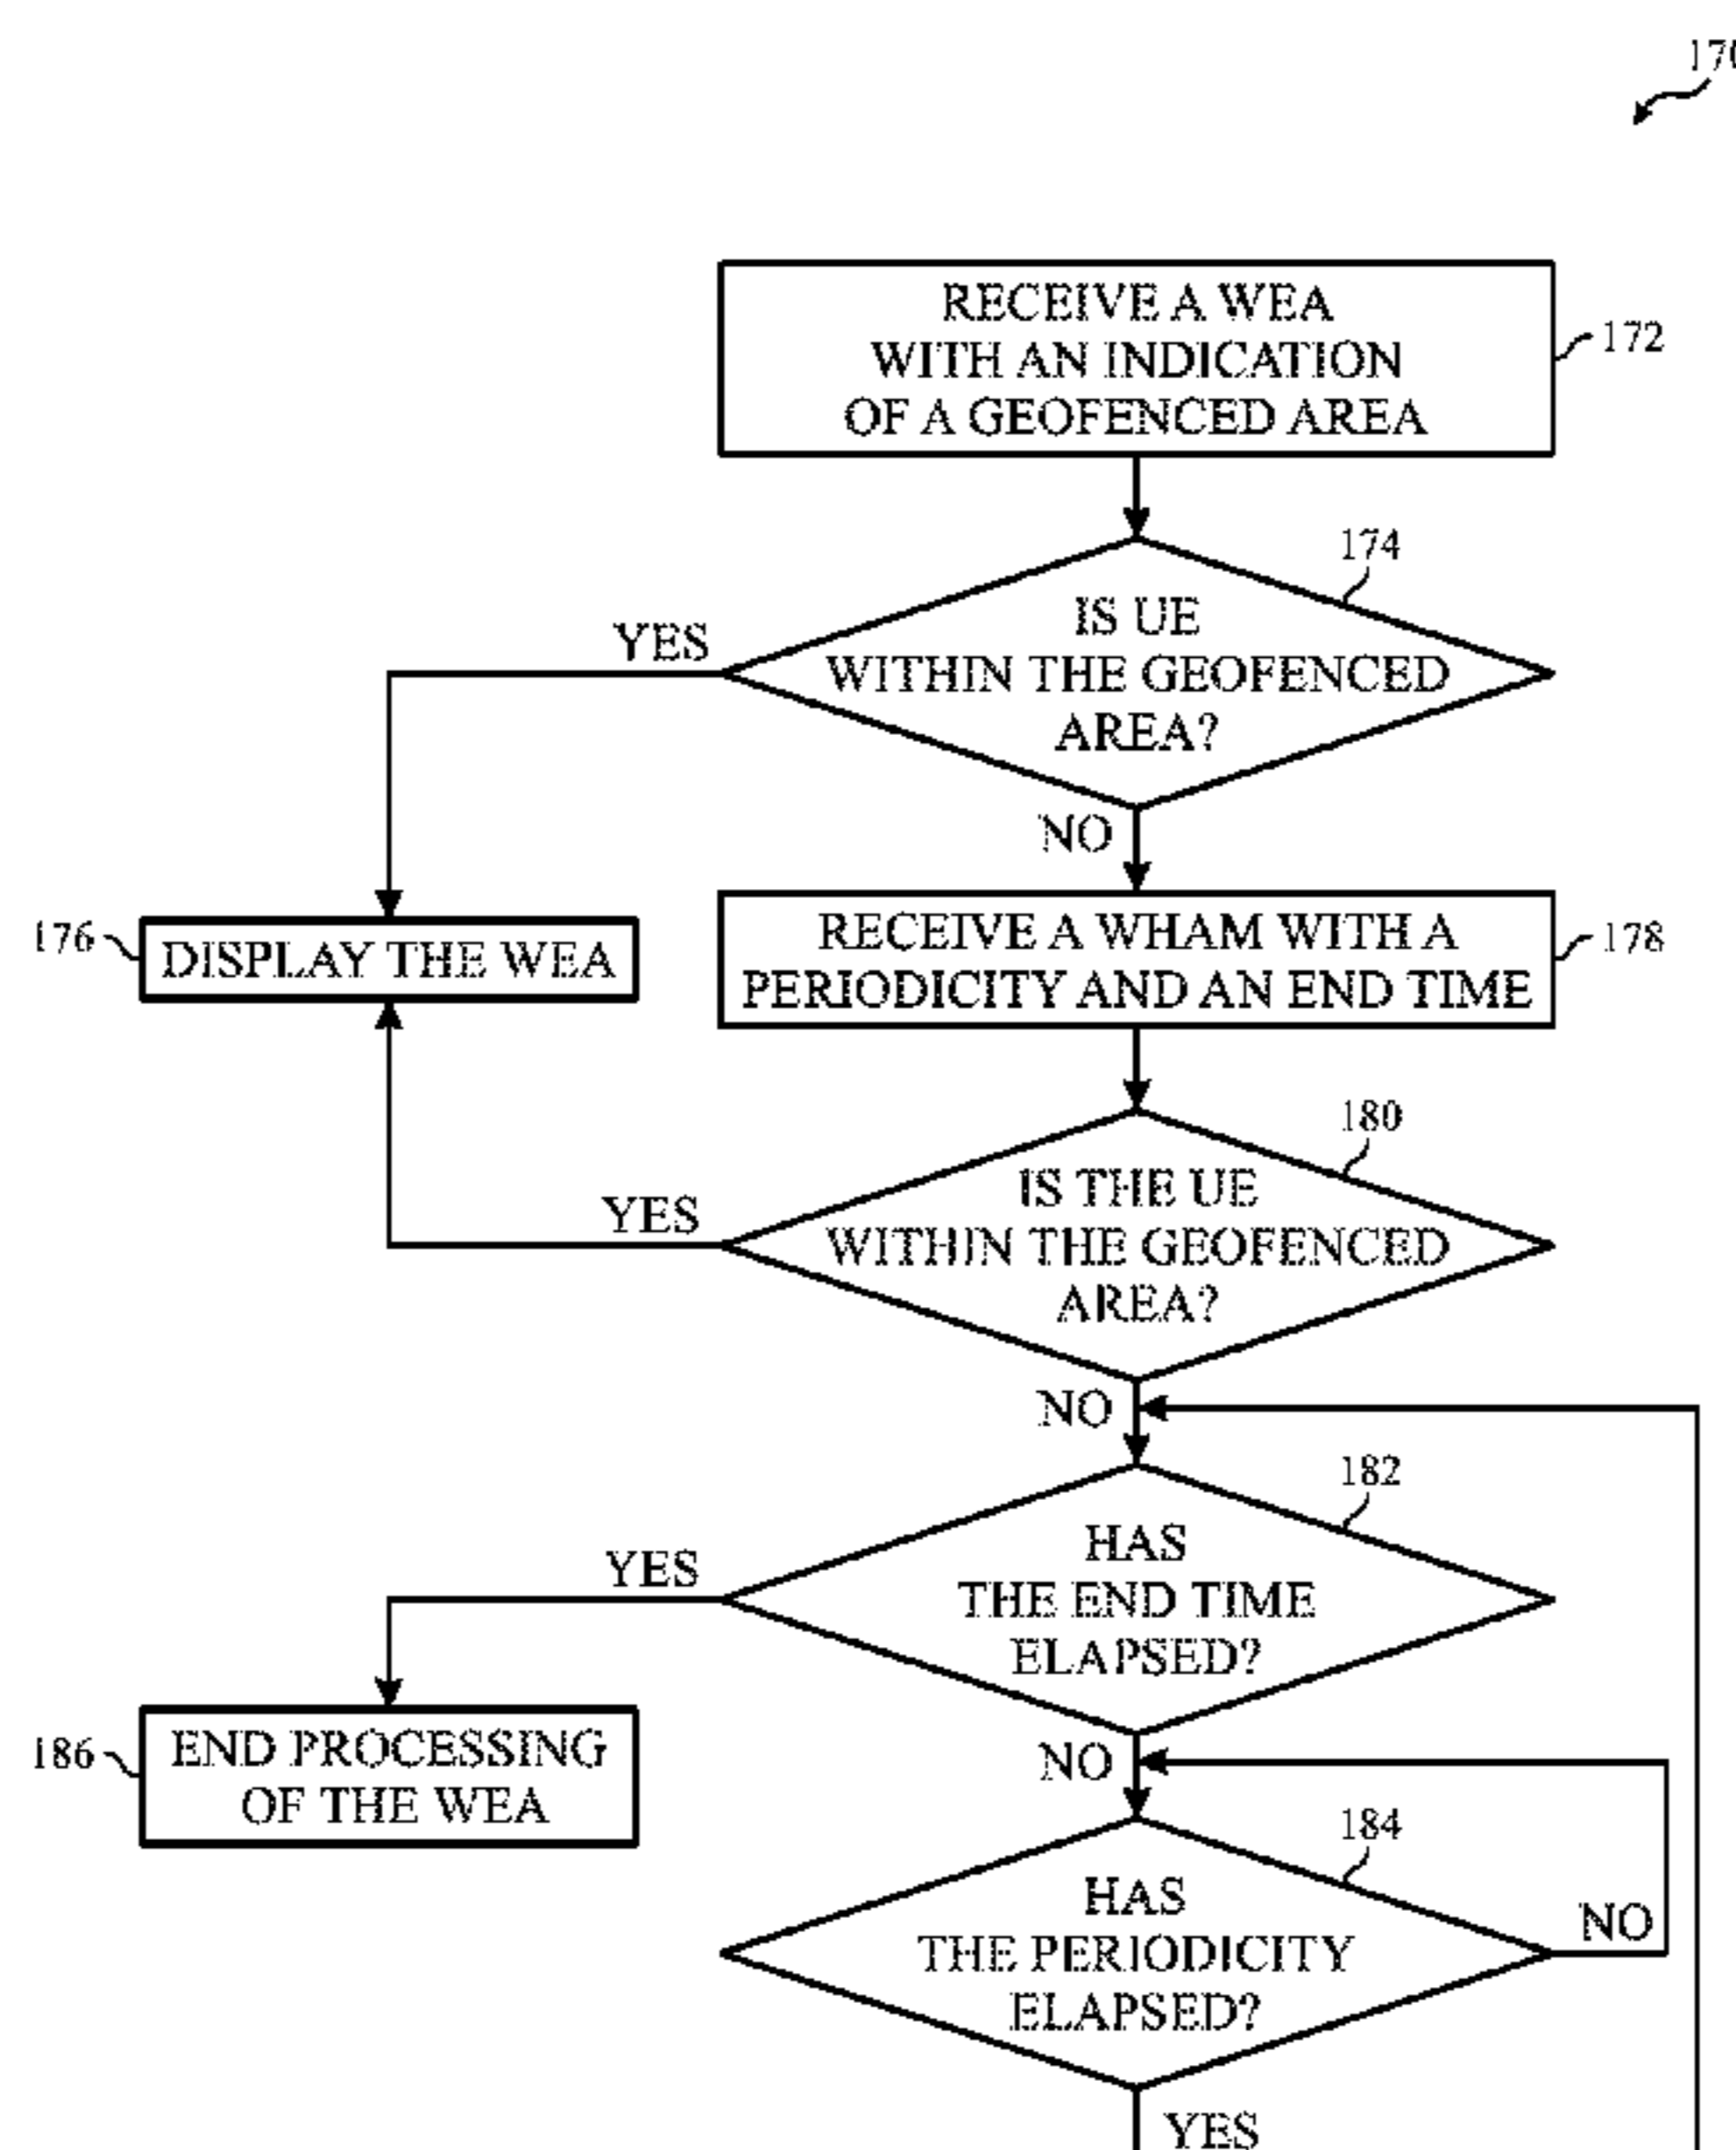 RECEIVE A WEA
WITH AN INDICATION
OF A GEOFENCED AREA
172
174
IS UE
WITHIN THE GEOFENCED
AREA?
YES
NO
176
DISPLAY THE WEA
RECEIVE A WHAM WITH A
PERIODICITY AND AN END TIME
178
180
IS THE UE
WITHIN THE GEOFENCED
AREA?
YES
NO
182
HAS
THE END TIME
ELAPSED?
YES
NO
186
END PROCESSING
OF THE WEA
184
HAS
THE PERIODICITY
ELAPSED?
NO
YES